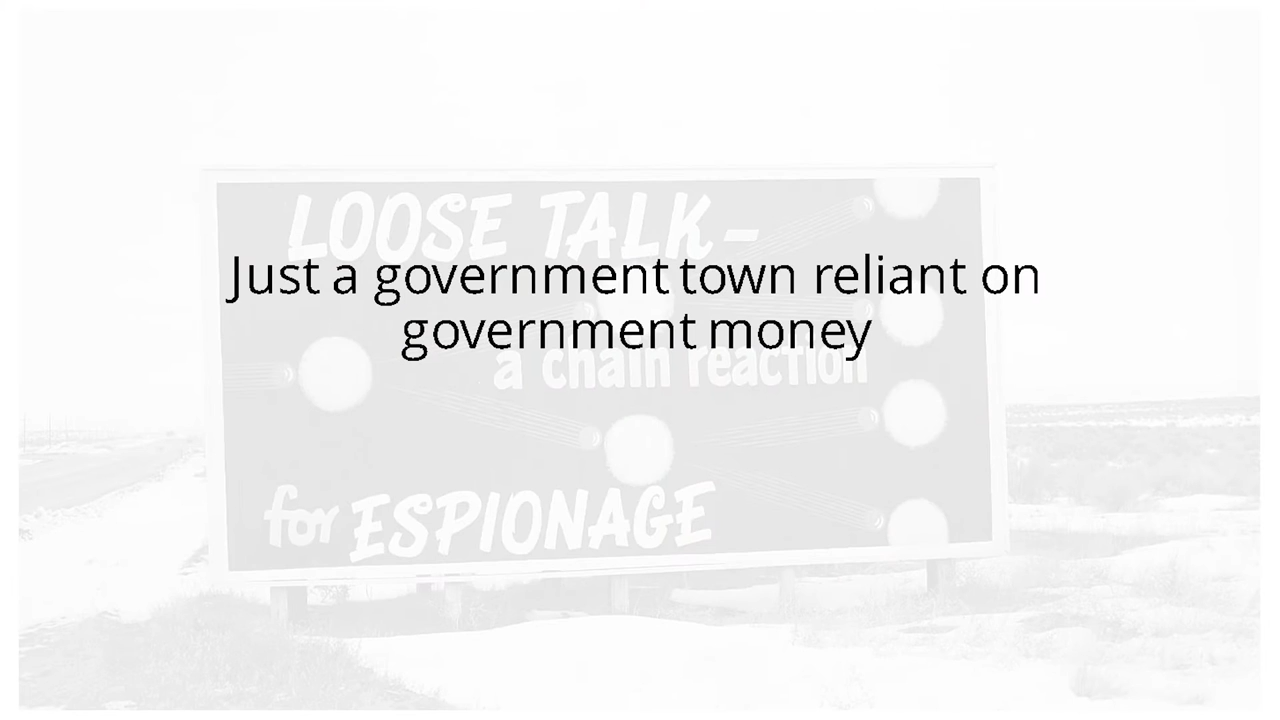 LOOSE TALK-
Just a government town reliant on
government money
a chain reaction
for ESPIONAGE